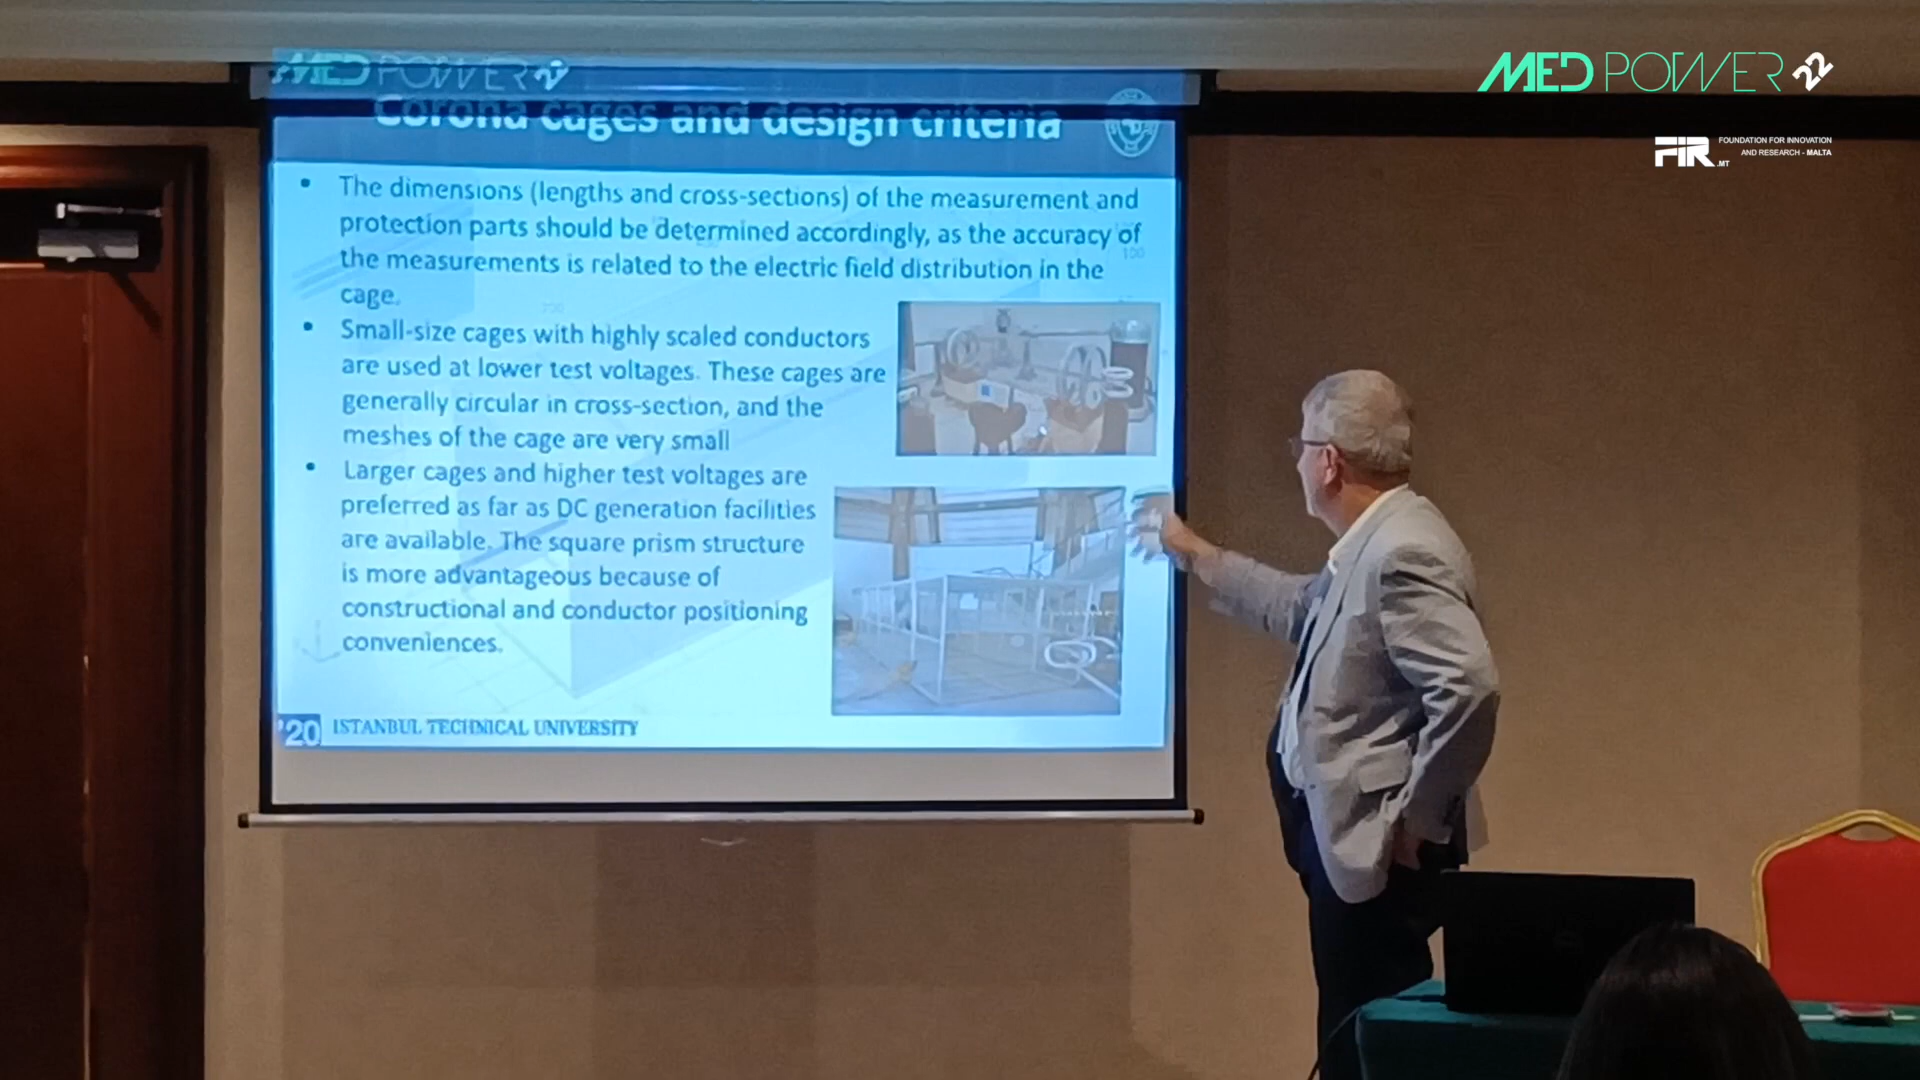 MED POWER 22
FIR.MT
FOUNDATION FOR INNOVATION
AND RESEARCH - MALTA
MED POWER 22
Corona cages and design criteria
• The dimensions (lengths and cross-sections) of the measurement and
protection parts should be determined accordingly, as the accuracy of
the measurements is related to the electric field distribution in the
cage.
• Small-size cages with highly scaled conductors
are used at lower test voltages. These cages are
generally circular in cross-section, and the
meshes of the cage are very small
• Larger cages and higher test voltages are
preferred as far as DC generation facilities
are available. The square prism structure
is more advantageous because of
constructional and conductor positioning
conveniences.
'20 ISTANBUL TECHNICAL UNIVERSITY